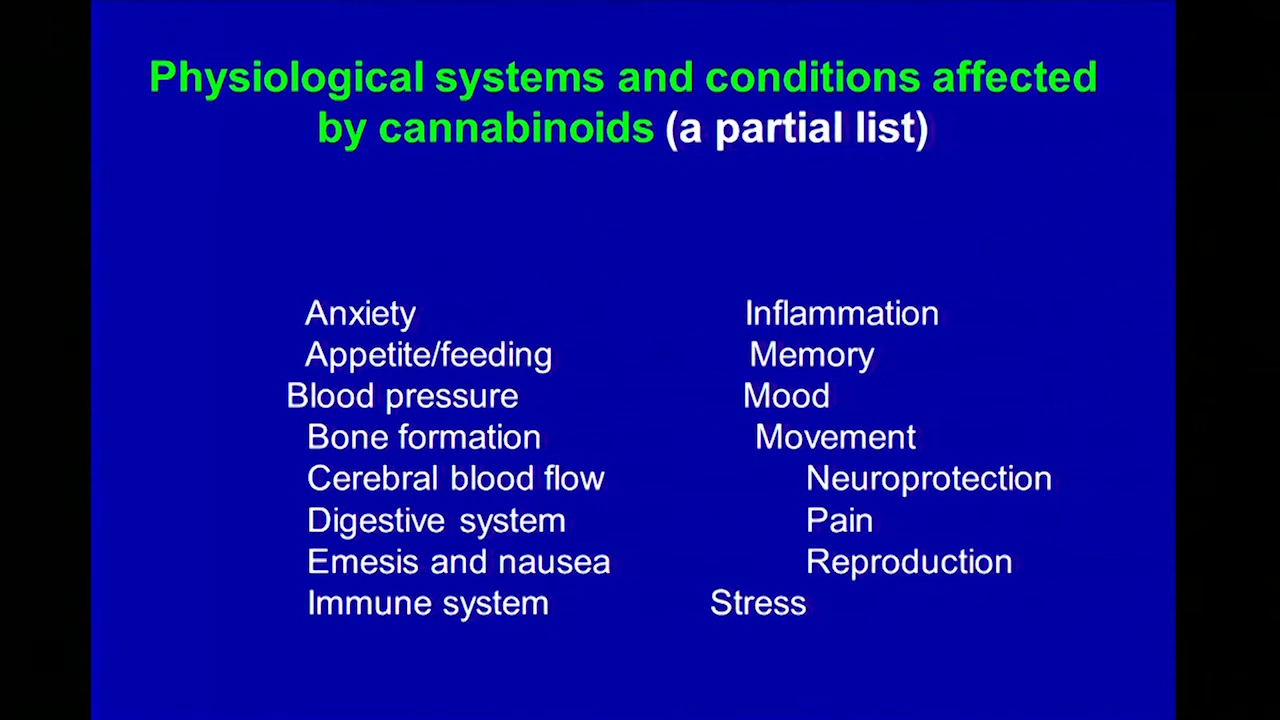 Physiological systems and conditions affected
by cannabinoids (a partial list)
Anxiety
Appetite/feeding
Blood pressure
Bone formation
Cerebral blood flow
Digestive system
Emesis and nausea
Immune system
Inflammation
Memory
Mood
Movement
Neuroprotection
Pain
Reproduction
Stress